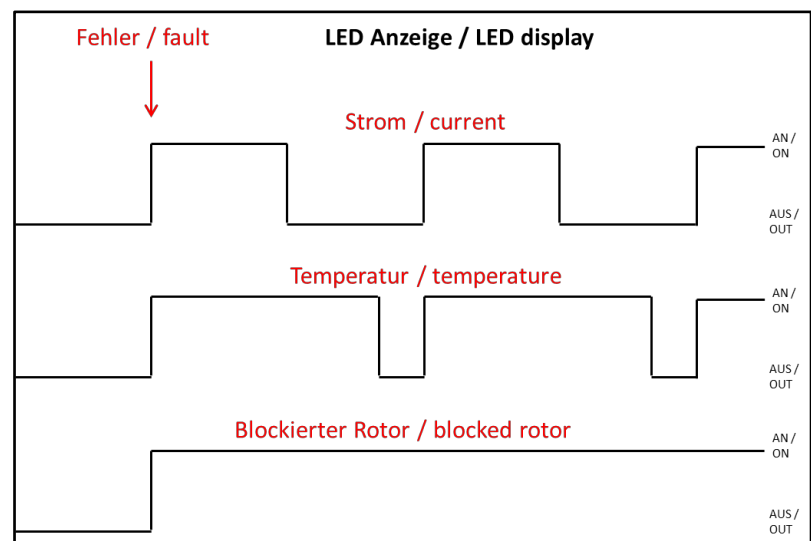 Fehler / fault
LED Anzeige / LED display
Strom / current
AN /
ON
AUS /
OUT
Temperatur / temperature
AN /
ON
AUS /
OUT
Blockierter Rotor / blocked rotor
AN /
ON
AUS /
OUT